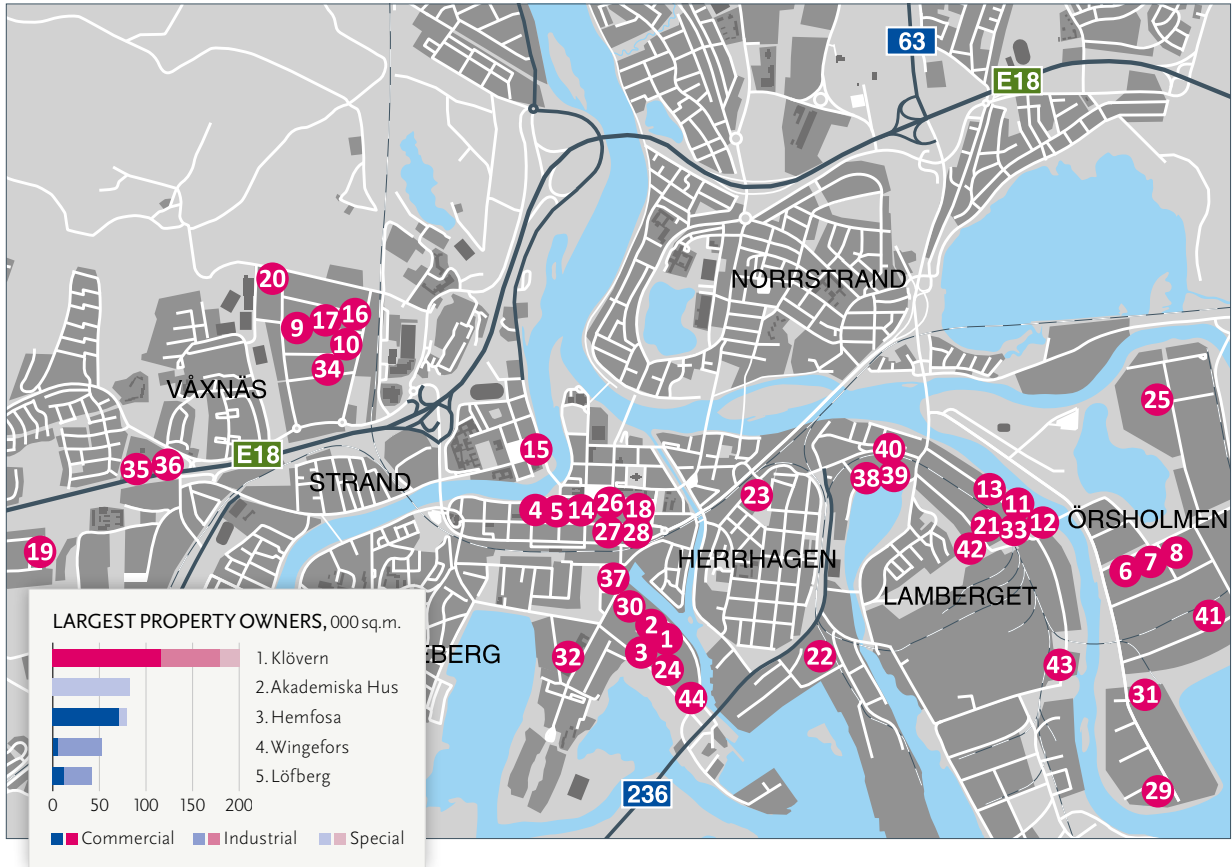 63
E18
NORRSTRAND
20
17
16
9
10
34
VÅXNÄS
25
E18
35
36
15
40
STRAND
38
39
23
13
11
4
5
14
26
18
21
33
12
ÖRSHOLMEN
27
28
42
19
HERRHAGEN
6
7
8
37
LAMBERGET
30
2
1
41
3
EBERG
32
24
22
43
44
31
236
29
LARGEST PROPERTY OWNERS, 000 sq.m.
1. Klövern
2. Akademiska Hus
3. Hemfosa
4. Wingefors
5. Löfberg
0 50 100 150 200
Commercial Industrial Special